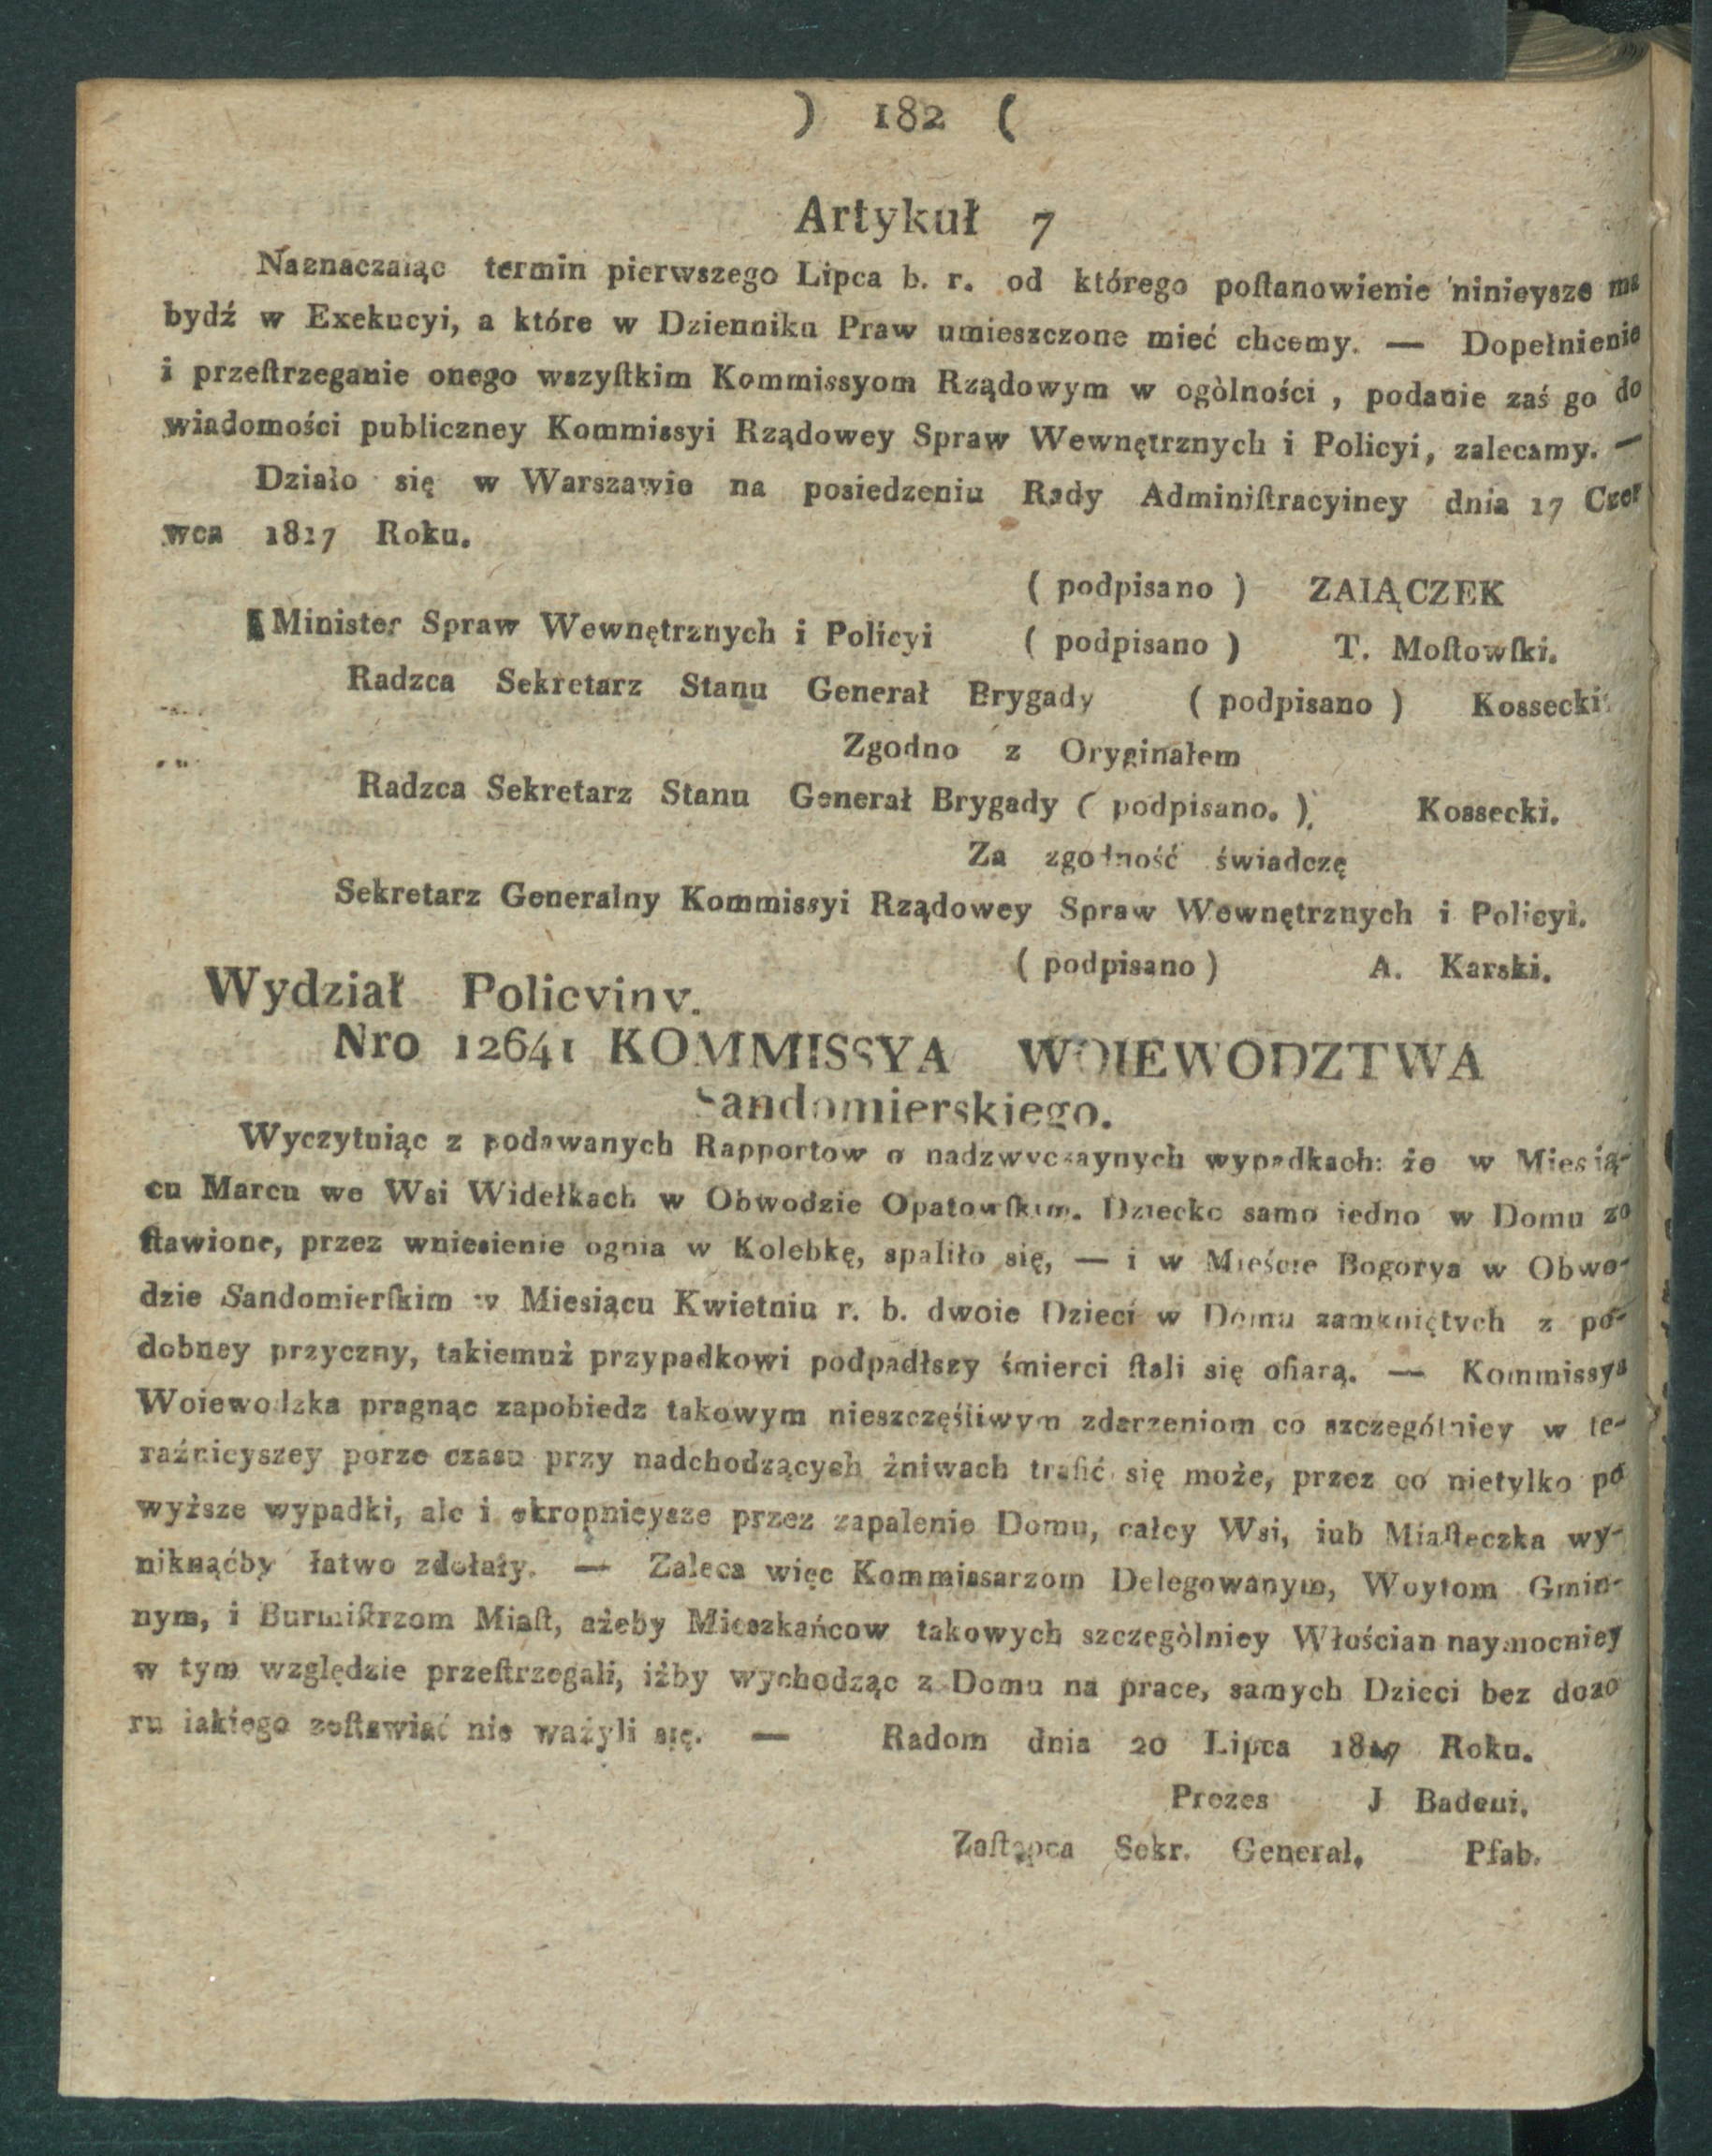 ) 182 (
Artykuł 7
Naznaczaiąc termin pierwszego Lipca b. r. od którego poſtanowienie ninieysze ma
bydź w Exekucyi, a które w Dzienniku Praw umieszczone mieć chcemy. — Dopełnienie
i przeſtrzeganie onego wszyſtkim Kommissyom Rządowym w ogòlności , podanie zaś go do
wiadomości publiczney Kommissyi Rządowey Spraw Wewnętrznych i Policyi, zalecamy. —
Działo się w Warszawie na posiedzeniu Rady Adminiſtracyiney dnia 17 Czer
wca 1817 Roku.
( podpisano ) ZAIĄCZEK
Minister Spraw Wewnętrznych i Policyi ( podpisano ) T. Moſtowſki.
Radzca Sekretarz Stanu Generał Brygady ( podpisano ) Kossecki.
Zgodno z Oryginałem
Radzca Sekretarz Stanu Generał Brygady ( podpisano. ) Kossecki.
Za zgodność świadczę
Sekretarz Generalny Kommissyi Rządowey Spraw Wewnętrznych i Policyi.
( podpisano ) A. Karski.
Wydział Policyiny.
Nro 12641 KOMMISSYA WOIEWODZTWA
Sandomierskiego.
Wyczytuiąc z podawanych Rapportow o nadzwyczaynych wypadkach: że w Miesią-
cu Marcu we Wsi Widełkach w Obwodzie Opatowſkim. Dziecko samo iedno w Domu zo
ſtawione, przez wniesienie ognia w Kolebkę, spaliło się, — i w Mieście Bogorya w Obwo-
dzie Sandomierſkim w Miesiącu Kwietniu r. b. dwoie Dzieci w Domu zamkniętych z po-
dobney przyczny, takiemuż przypadkowi podpadłszy śmierci ſtali się ofiarą. — Kommissya
Woiewodzka pragnąc zapobiedz takowym nieszczęśliwym zdarzeniom co szczególniey w te-
raźnieyszey porze czasu przy nadchodzących żniwach trafić się może, przez co nietylko po
wyższe wypadki, ale i okropnieysze przez zapalenie Domu, całey Wsi, iub Miaſteczka wy-
niknąćby łatwo zdołały. — Zaleca więc Kommissarzom Delegowanym, Woytom Gmin-
nym, i Burmiſtrzom Miaſt, ażeby Mieszkańcow takowych szczegòlniey Włościan naymocniey
w tym względzie przeſtrzegali, iżby wychodząc z Domu na prace, samych Dzieci bez dozo
ru iakiego zoſtawiać nie ważyli się. — Radom dnia 20 Lipca 1817 Roku.
Prezes J Badeni.
Zaſtępca Sekr. General. Pfab.